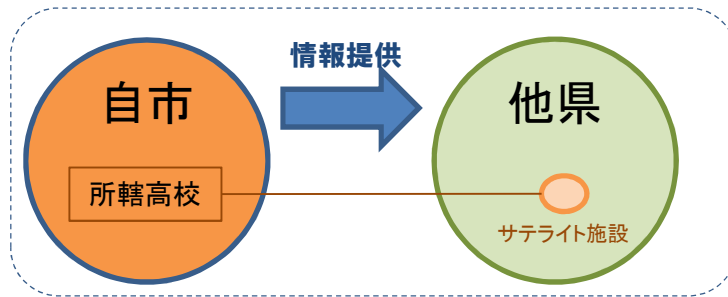 情報提供
自市
他県
所轄高校
サテライト施設